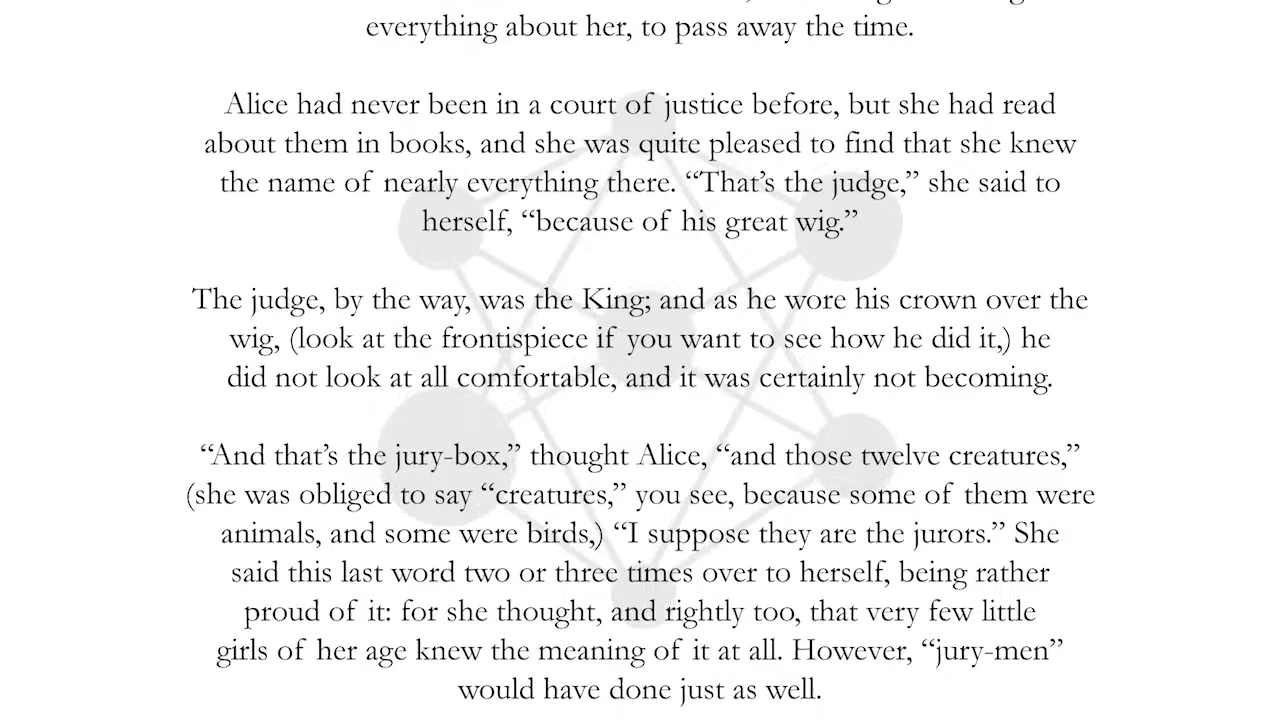 everything about her, to pass away the time.
Alice had never been in a court of justice before, but she had read
about them in books, and she was quite pleased to find that she knew
the name of nearly everything there. “That’s the judge,” she said to
herself, “because of his great wig.”
The judge, by the way, was the King; and as he wore his crown over the
wig, (look at the frontispiece if you want to see how he did it,) he
did not look at all comfortable, and it was certainly not becoming.
“And that’s the jury-box,” thought Alice, “and those twelve creatures,”
(she was obliged to say “creatures,” you see, because some of them were
animals, and some were birds,) “I suppose they are the jurors.” She
said this last word two or three times over to herself, being rather
proud of it: for she thought, and rightly too, that very few little
girls of her age knew the meaning of it at all. However, “jury-men”
would have done just as well.